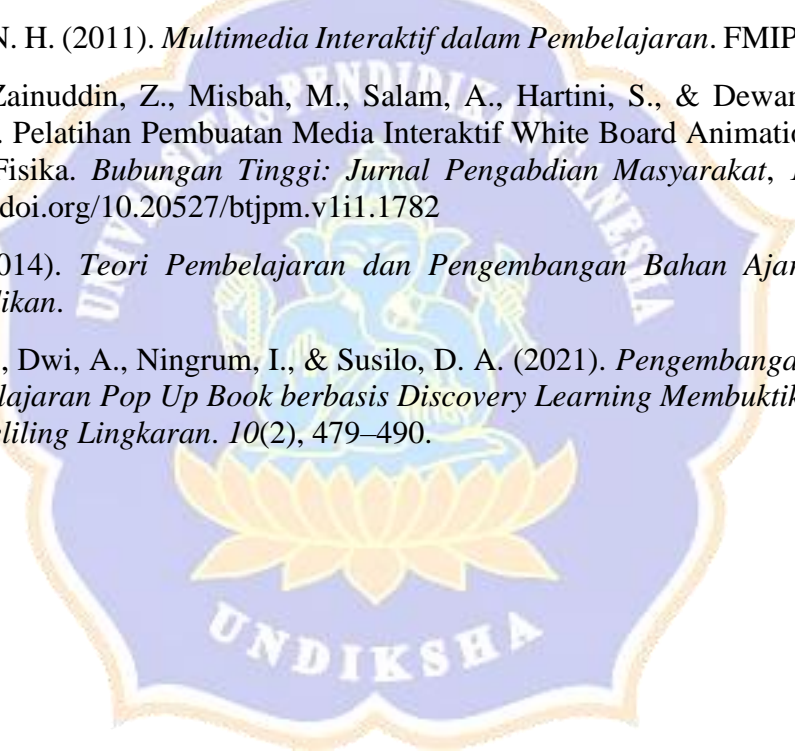 N. H. (2011). Multimedia Interaktif dalam Pembelajaran. FMIP
Zainuddin, Z., Misbah, M., Salam, A., Hartini, S., & Dewan
. Pelatihan Pembuatan Media Interaktif White Board Animatio
Fisika. Bubungan Tinggi: Jurnal Pengabdian Masyarakat,
doi.org/10.20527/btjpm.v1i1.1782
014). Teori Pembelajaran dan Pengembangan Bahan Ajar
likan.
, Dwi, A., Ningrum, I., & Susilo, D. A. (2021). Pengembanga
lajaran Pop Up Book berbasis Discovery Learning Membuktik
eliling Lingkaran. 10(2), 479–490.
UNIVERSITAS PENDIDIKAN GANESHA
UNDIKSHA